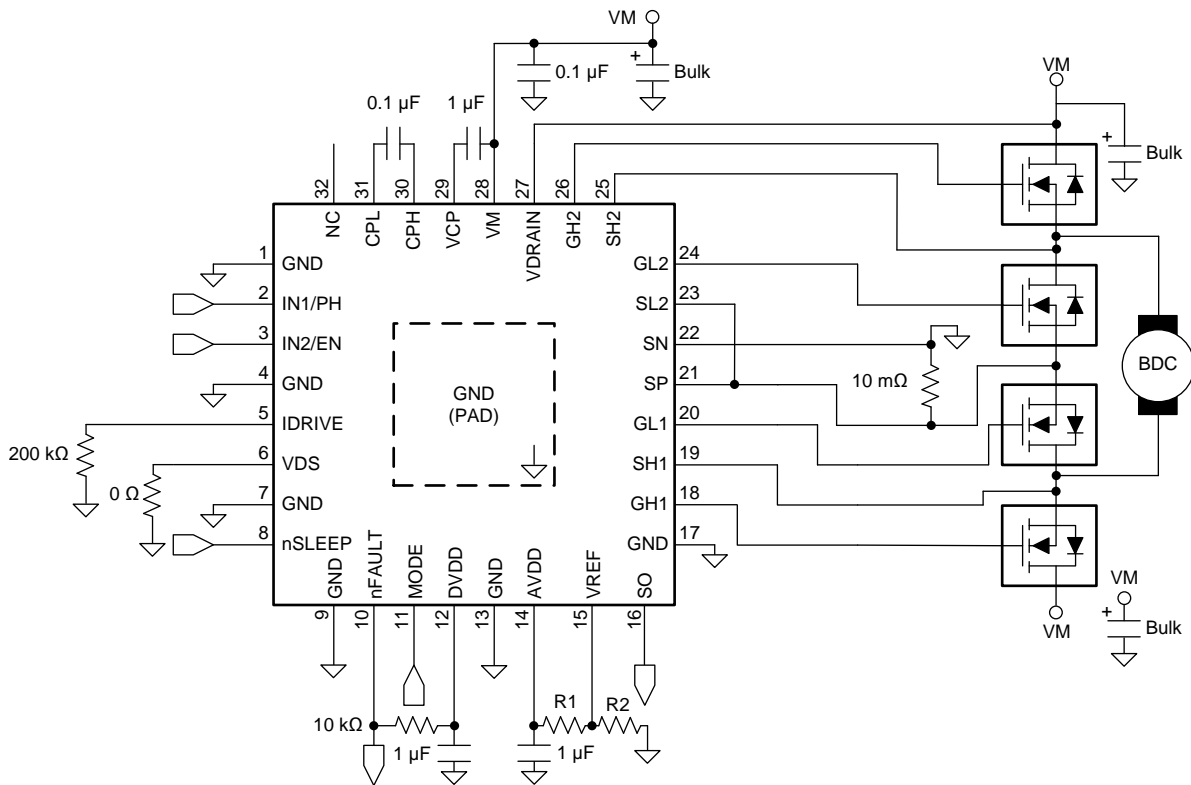 VM
0.1 µF
+
Bulk
VM
0.1 µF
1 µF
+
Bulk
32
31
30
29
28
27
26
25
NC
CPL
CPH
VCP
VM
VDRAIN
GH2
SH2
1
GND
2
IN1/PH
3
IN2/EN
4
GND
5
IDRIVE
200 kΩ
6
VDS
0 Ω
7
GND
8
nSLEEP
GND
(PAD)
GL2
24
SL2
23
SN
22
SP
21
10 mΩ
GL1
20
SH1
19
GH1
18
GND
17
BDC
GND
nFAULT
MODE
DVDD
GND
AVDD
VREF
SO
9
10
11
12
13
14
15
16
VM
VM
+
Bulk
10 kΩ
1 µF
R1
R2
1 µF